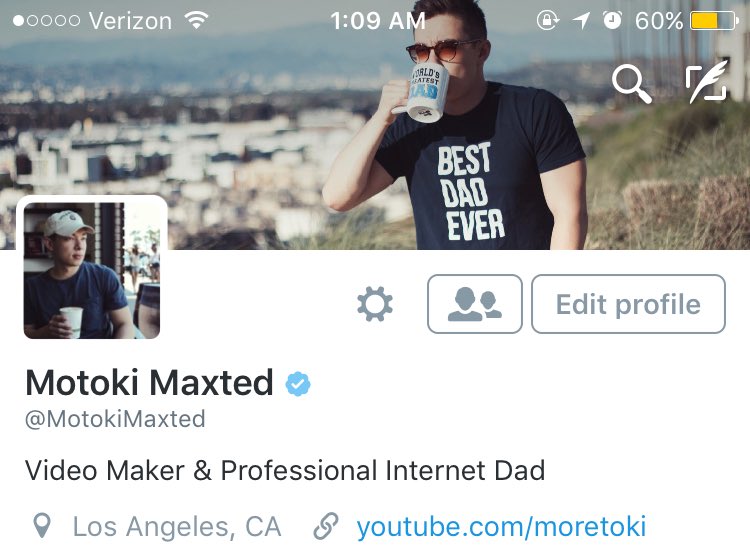 Verizon 1:09 AM 60%
WORLD'S
GREATEST
DAD
BEST
DAD
EVER
Edit profile
Motoki Maxted
@MotokiMaxted
Video Maker & Professional Internet Dad
Los Angeles, CA youtube.com/moretoki